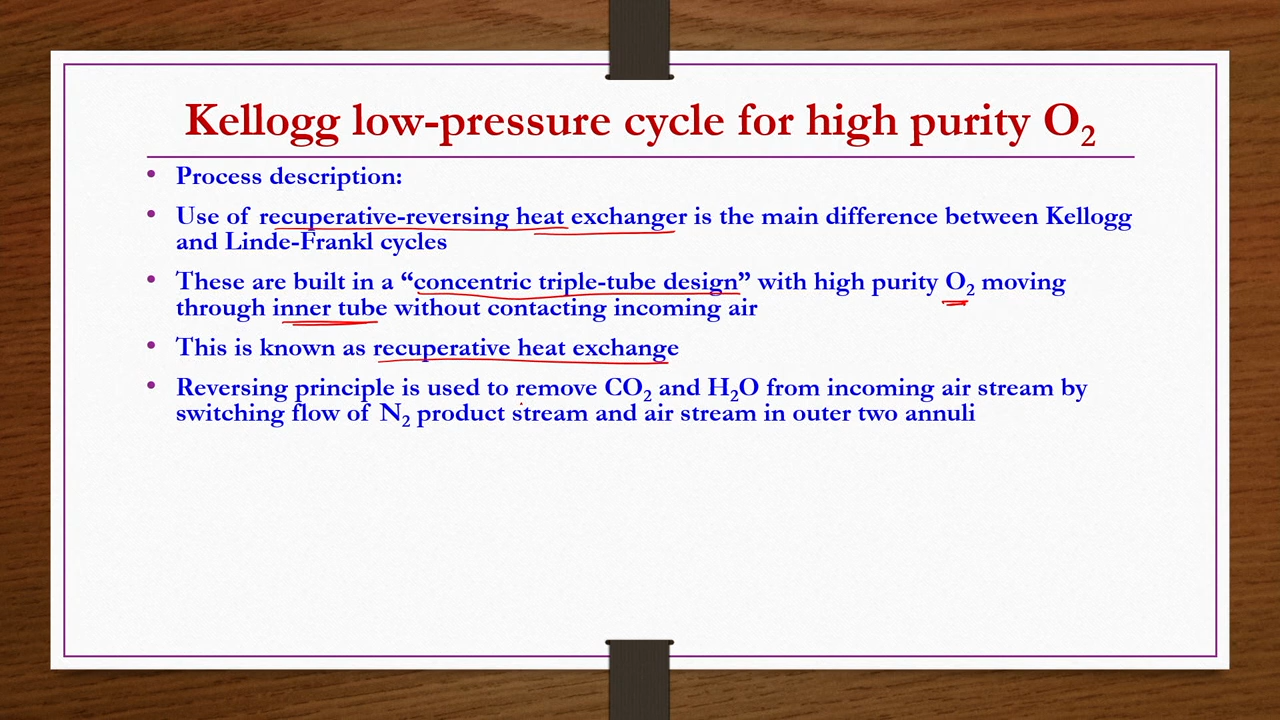 Kellogg low-pressure cycle for high purity O₂
• Process description:
• Use of recuperative-reversing heat exchanger is the main difference between Kellogg
and Linde-Frankl cycles
• These are built in a “concentric triple-tube design” with high purity O₂ moving
through inner tube without contacting incoming air
• This is known as recuperative heat exchange
• Reversing principle is used to remove CO₂ and H₂O from incoming air stream by
switching flow of N₂ product stream and air stream in outer two annuli